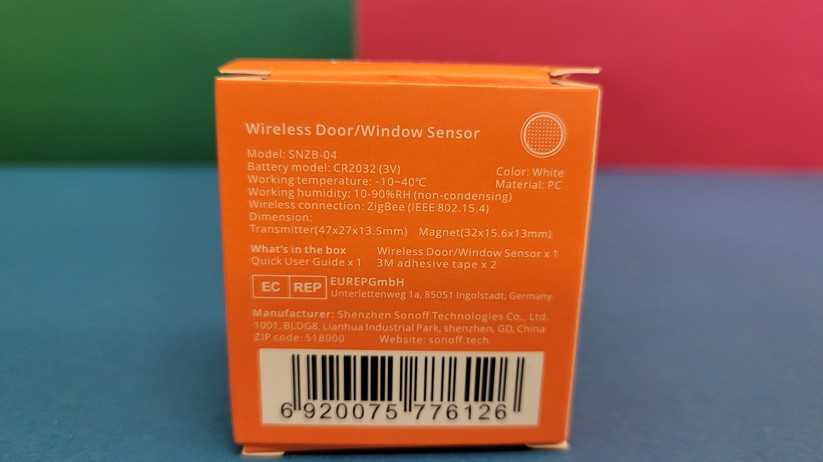 Wireless Door/Window Sensor
Model: SNZB-04
Battery model: CR2032 (3V)
Working temperature: -10~40℃
Working humidity: 10-90%RH (non-condensing)
Wireless connection: ZigBee (IEEE 802.15.4)
Dimension:
Transmitter(47x27x13.5mm) Magnet(32x15.6x13mm)
Color: White
Material: PC
What's in the box Wireless Door/Window Sensor x 1
Quick User Guide x 1 3M adhesive tape x 2
EC REP EUREPGmbH
Unterlettenweg 1a, 85051 Ingolstadt, Germany
Manufacturer: Shenzhen Sonoff Technologies Co., Ltd.
1001, BLDG8, Lianhua Industrial Park, shenzhen, GD, China
ZIP code: 518000 Website: sonoff.tech
6 920075 776126